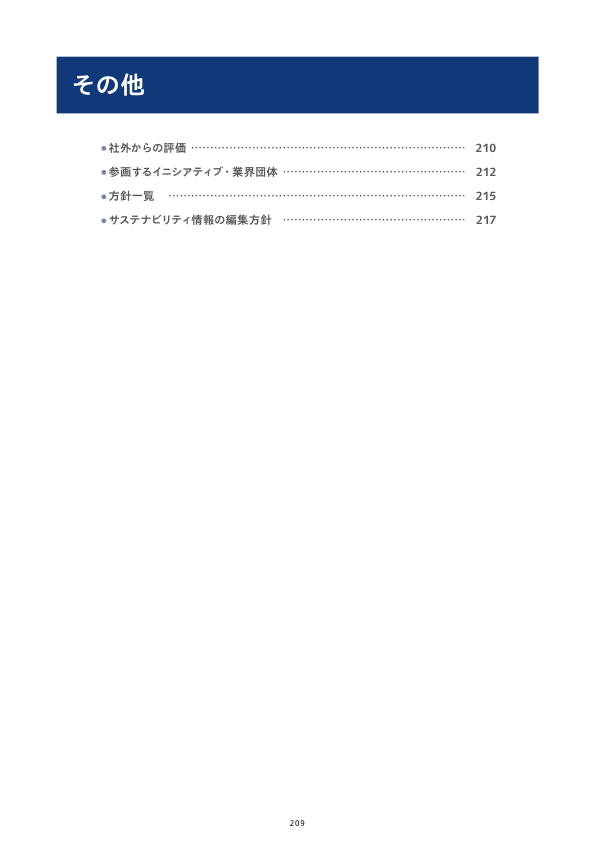 その他
●社外からの評価 …………………………………………………………… 210
●参画するイニシアティブ・業界団体 ……………………………………… 212
●方針一覧 ………………………………………………………………… 215
●サステナビリティ情報の編集方針 ……………………………………… 217
209